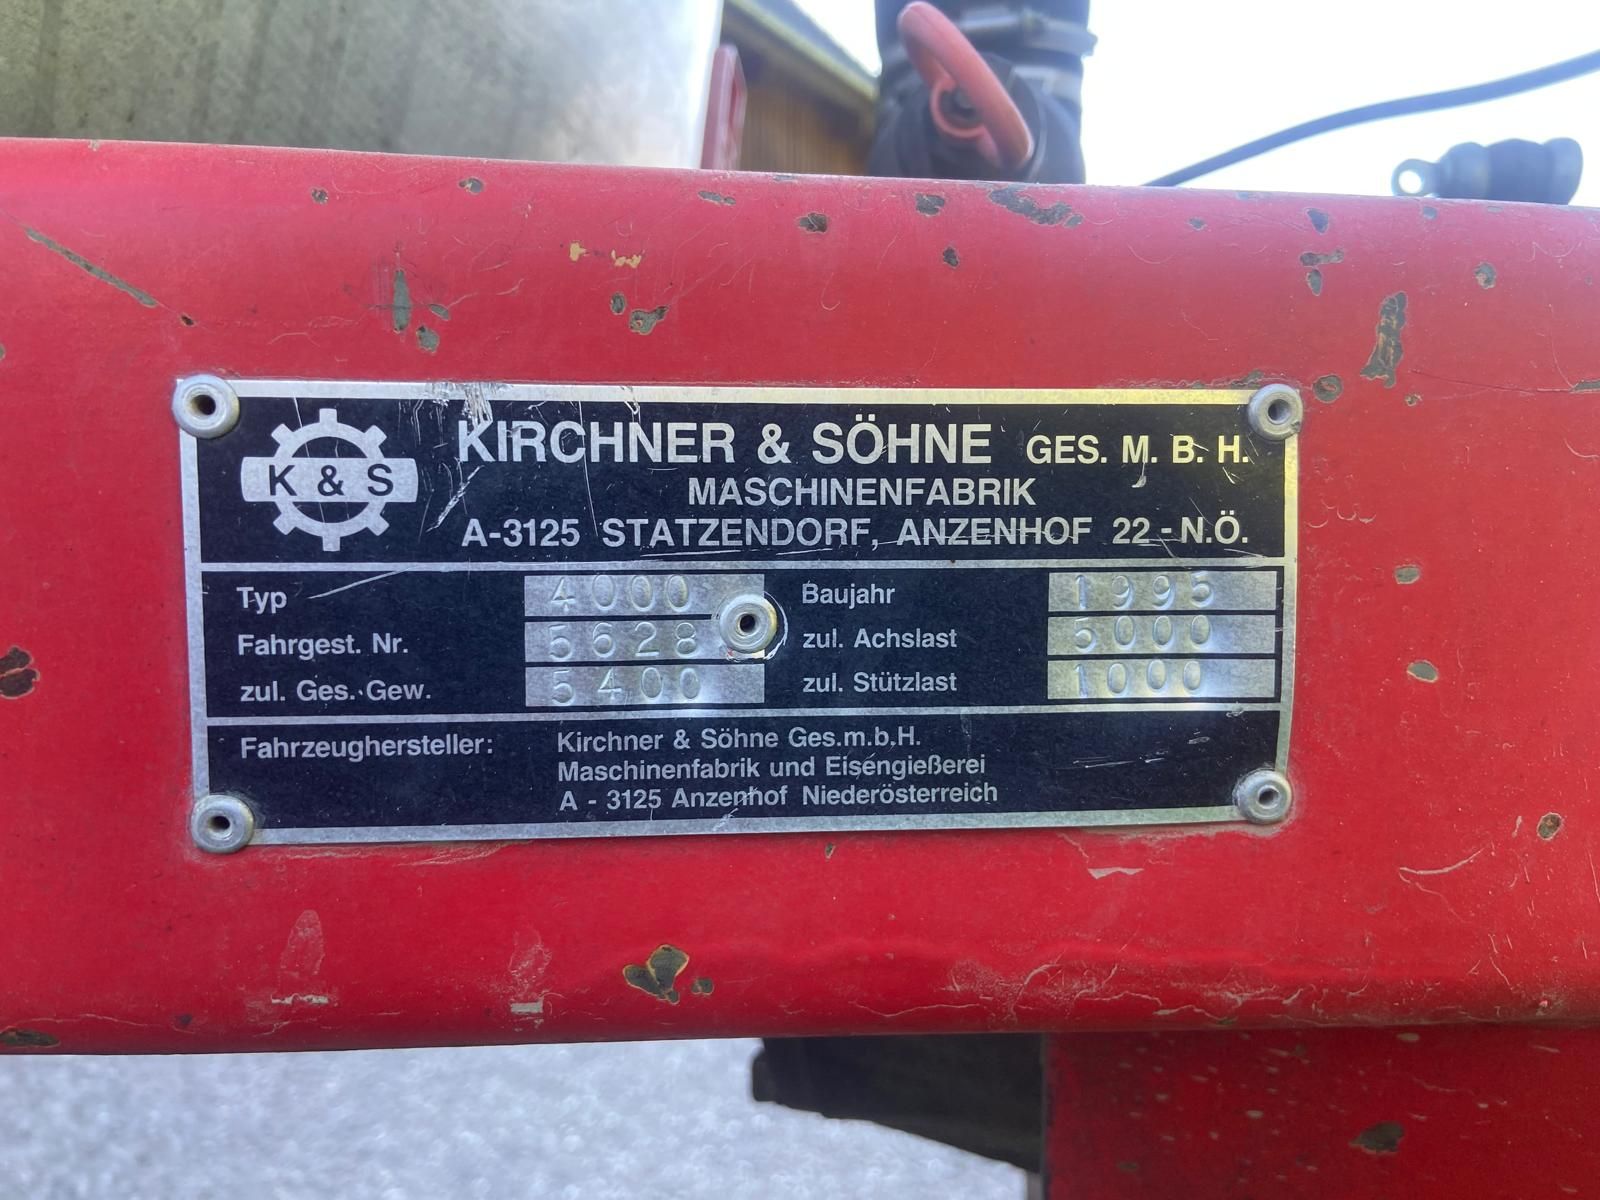 K & S
KIRCHNER & SÖHNE GES. M. B. H.
MASCHINENFABRIK
A-3125 STATZENDORF, ANZENHOF 22 - N.Ö.
Typ 4000 Baujahr 1995
Fahrgest. Nr. 5628 zul. Achslast 5000
zul. Ges. Gew. 5400 zul. Stützlast 1000
Fahrzeughersteller: Kirchner & Söhne Ges.m.b.H.
Maschinenfabrik und Eisengießerei
A - 3125 Anzenhof Niederösterreich